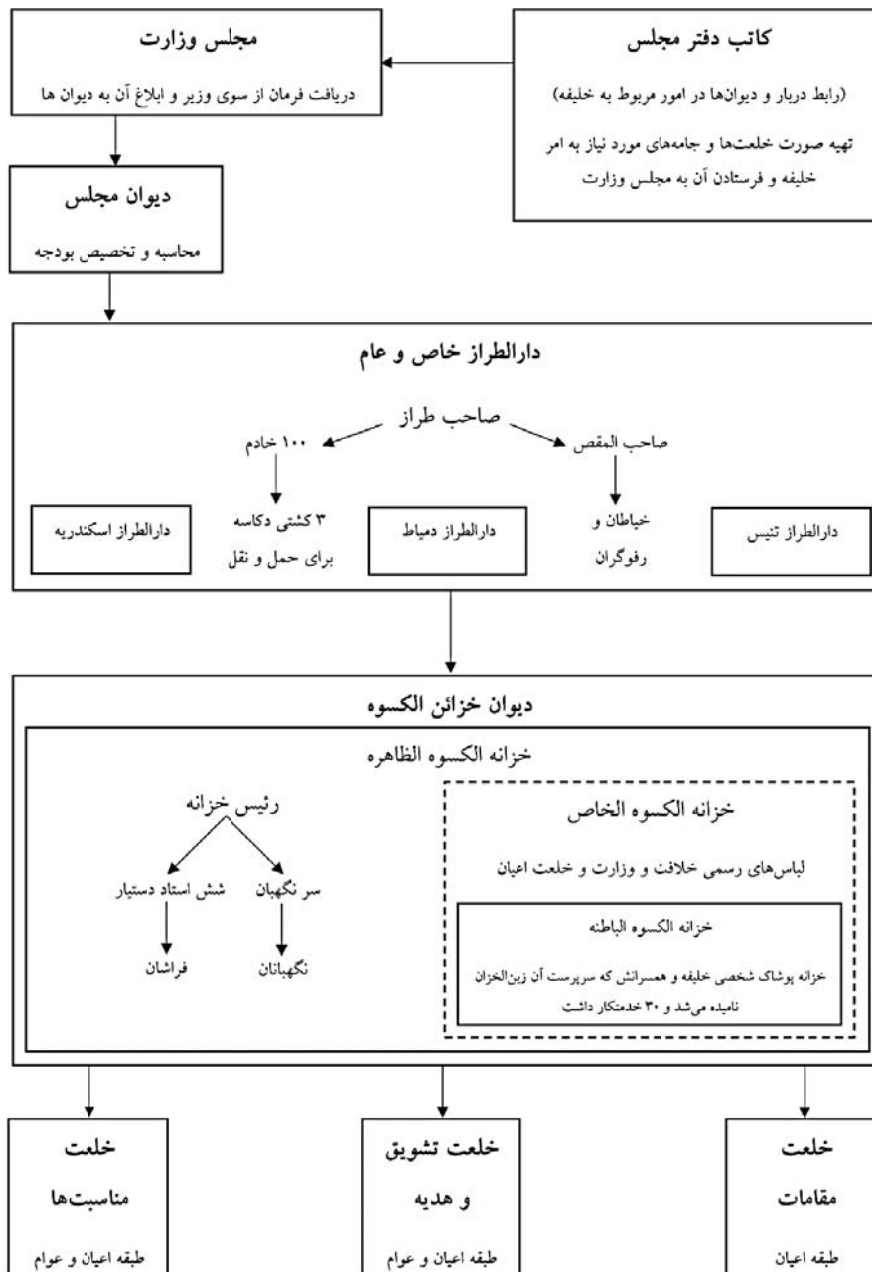 کاتب دفتر مجلس
(رابط دربار و دیوان‌ها در امور مربوط به خلیفه)
تهیه صورت خلعت‌ها و جامه‌های مورد نیاز به امر
خلیفه و فرستادن آن به مجلس وزارت
مجلس وزارت
دریافت فرمان از سوی وزیر و ابلاغ آن به دیوان ها
دیوان مجلس
محاسبه و تخصیص بودجه
دارالطراز خاص و عام
صاحب طراز
صاحب المقص
۱۰۰ خادم
دارالطراز تنیس
خیاطان و
رفوگران
دارالطراز دمیاط
۳ کشتی دکاسه
برای حمل و نقل
دارالطراز اسکندریه
دیوان خزائن الکسوه
خزانه الکسوه الظاهره
خزانه الکسوه الخاص
لباس‌های رسمی خلافت و وزارت و خلعت اعیان
خزانه الکسوه الباطنه
خزانه پوشاک شخصی خلیفه و همسرانش که سرپرست آن زین‌الخزان
نامیده می‌شد و ۳۰ خدمتکار داشت
رئیس خزانه
سر نگهبان
شش استاد دستیار
نگهبانان
فراشان
خلعت
مقامات
طبقه اعیان
خلعت تشویق
و هدیه
طبقه اعیان و عوام
خلعت
مناسبت‌ها
طبقه اعیان و عوام